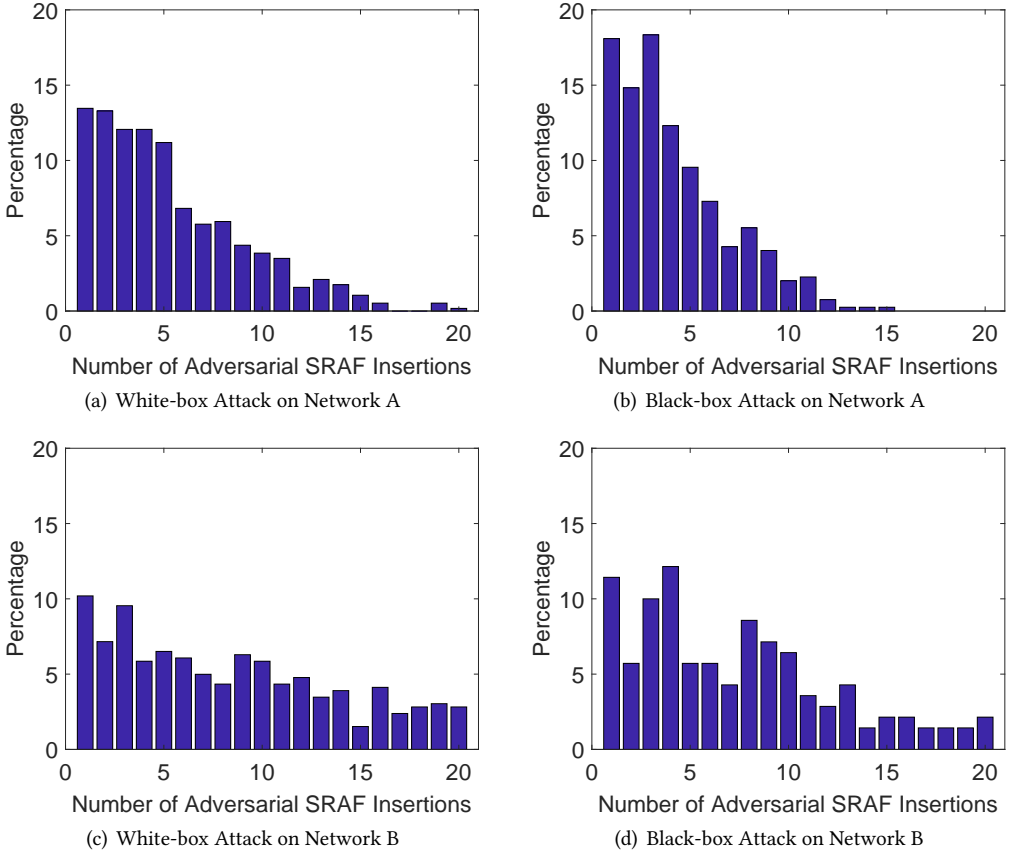 20
15
10
5
0
Percentage
0 5 10 15 20
Number of Adversarial SRAF Insertions
(a) White-box Attack on Network A
20
15
10
5
0
Percentage
0 5 10 15 20
Number of Adversarial SRAF Insertions
(b) Black-box Attack on Network A
20
15
10
5
0
Percentage
0 5 10 15 20
Number of Adversarial SRAF Insertions
(c) White-box Attack on Network B
20
15
10
5
0
Percentage
0 5 10 15 20
Number of Adversarial SRAF Insertions
(d) Black-box Attack on Network B